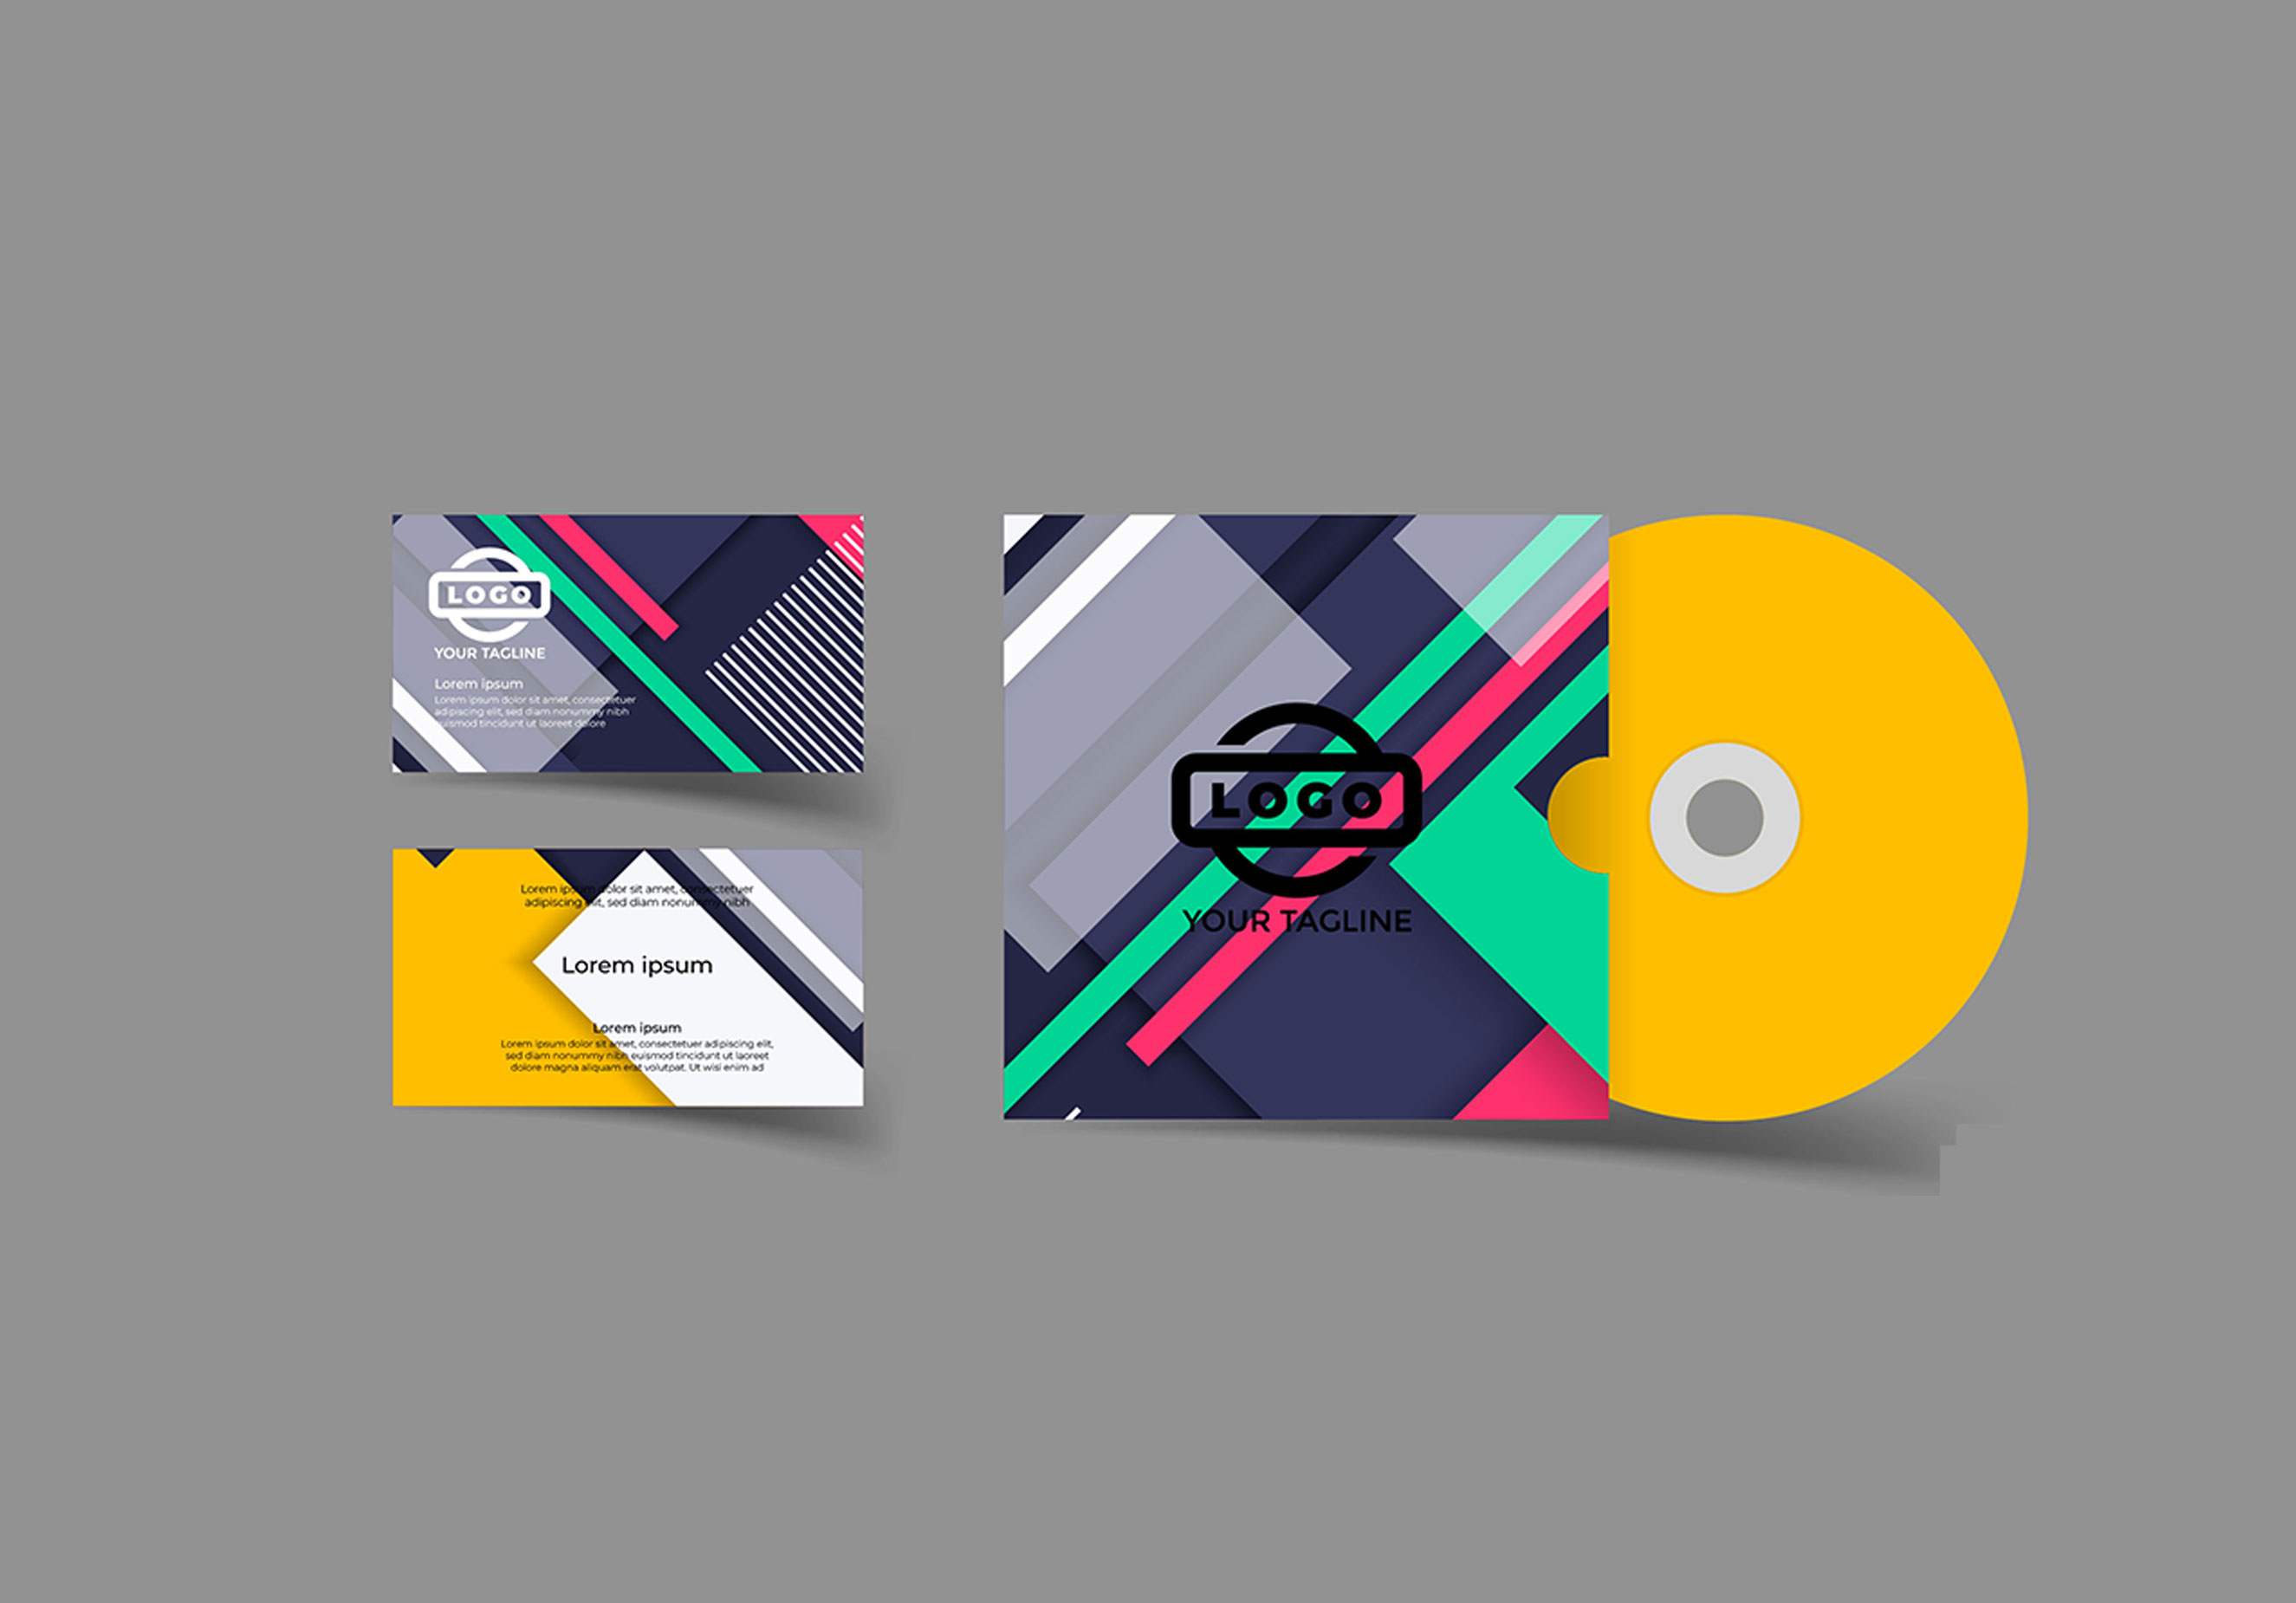 LOGO
YOUR TAGLINE
Lorem ipsum
Lorem ipsum dolor sit amet, consectetuer
adipiscing elit, sed diam nonummy nibh
euismod tincidunt ut laoreet dolore
Lorem ipsum dolor sit amet, consectetuer
adipiscing elit, sed diam nonummy nibh
Lorem ipsum
Lorem ipsum
Lorem ipsum dolor sit amet, consectetuer adipiscing elit,
sed diam nonummy nibh euismod tincidunt ut laoreet
dolore magna aliquam erat volutpat. Ut wisi enim ad
LOGO
YOUR TAGLINE